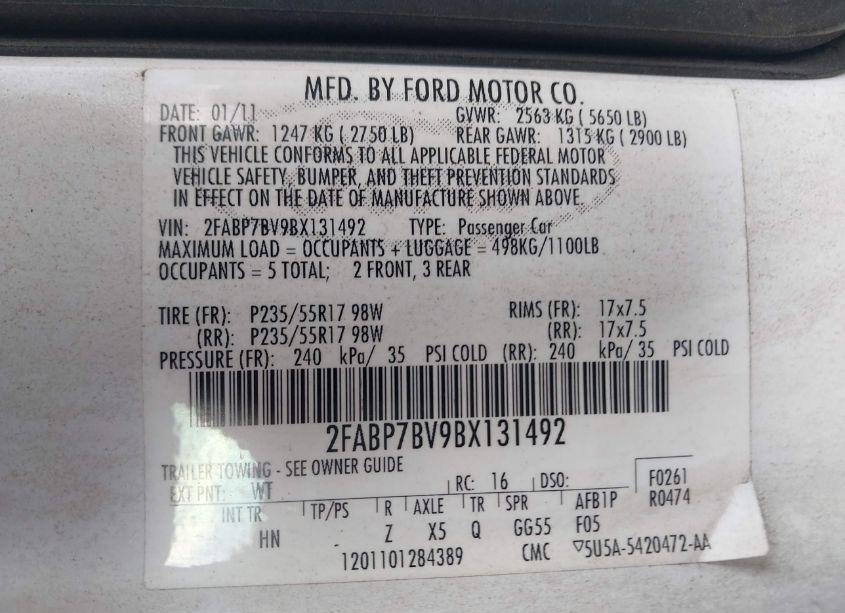 MFD. BY FORD MOTOR CO.
DATE: 01/11 GVWR: 2563 KG ( 5650 LB)
FRONT GAWR: 1247 KG ( 2750 LB) REAR GAWR: 1315 KG ( 2900 LB)
THIS VEHICLE CONFORMS TO ALL APPLICABLE FEDERAL MOTOR
VEHICLE SAFETY, BUMPER, AND THEFT PREVENTION STANDARDS
IN EFFECT ON THE DATE OF MANUFACTURE SHOWN ABOVE.
VIN: 2FABP7BV9BX131492 TYPE: Passenger Car
MAXIMUM LOAD = OCCUPANTS + LUGGAGE = 498KG/1100LB
OCCUPANTS = 5 TOTAL; 2 FRONT, 3 REAR
TIRE (FR): P235/55R17 98W RIMS (FR): 17x7.5
(RR): P235/55R17 98W (RR): 17x7.5
PRESSURE (FR): 240 kPa/ 35 PSI COLD (RR): 240 kPa/ 35 PSI COLD
2FABP7BV9BX131492
TRAILER TOWING - SEE OWNER GUIDE
EXT PNT: WT RC: 16 DSO: F0261
R0474
INT TR TP/PS R AXLE TR SPR AFB1P
HN Z X5 Q GG55 F05
1201101284389 CMC ▽5U5A-5420472-AA